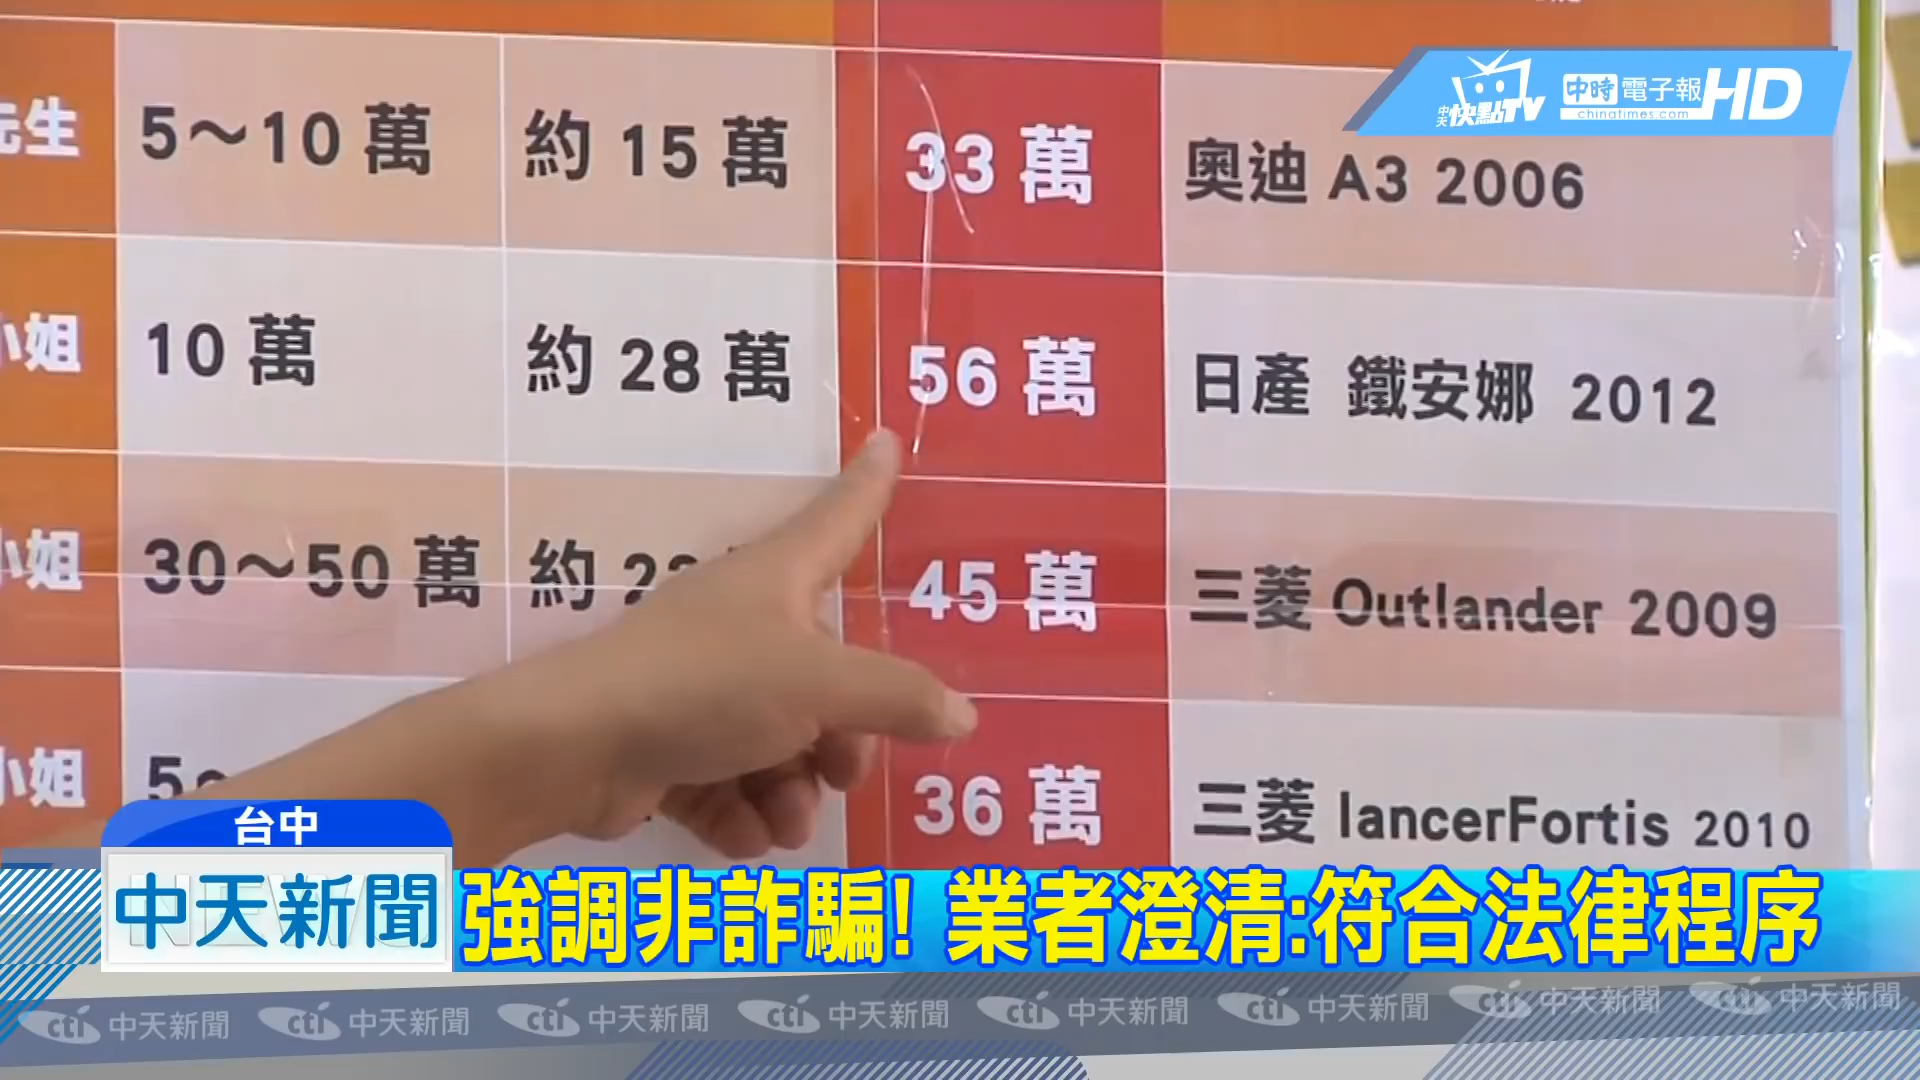 中天快點TV 中時電子報HD
chinatimes.com
先生 5～10 萬 約 15 萬 33 萬 奧迪 A3 2006
小姐 10 萬 約 28 萬 56 萬 日產 鐵安娜 2012
小姐 30～50 萬 約 45 萬 三菱 Outlander 2009
小姐 36 萬 三菱 lancerFortis 2010
台中
中天新聞 強調非詐騙! 業者澄清:符合法律程序
cti 中天新聞 cti 中天新聞 cti 中天新聞 cti 中天新聞 cti 中天新聞 cti 中天新聞 cti 中天新聞 cti 中天新聞